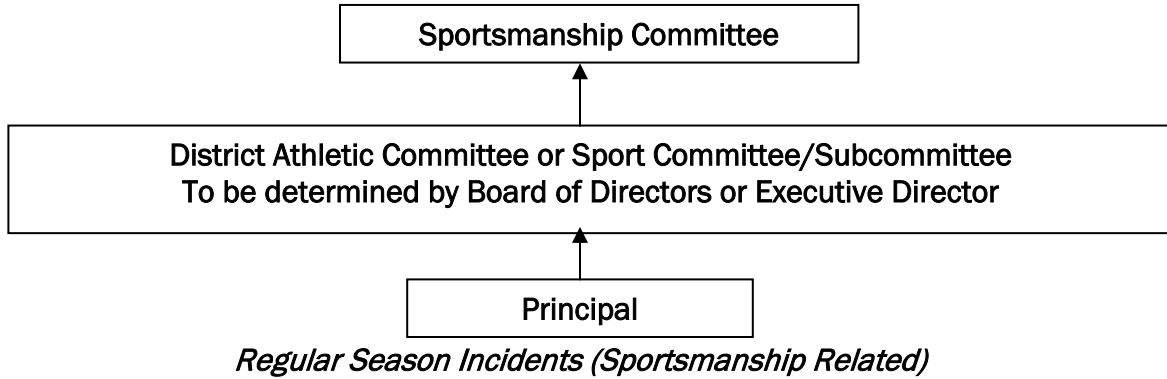 Sportsmanship Committee
District Athletic Committee or Sport Committee/Subcommittee
To be determined by Board of Directors or Executive Director
Principal
Regular Season Incidents (Sportsmanship Related)